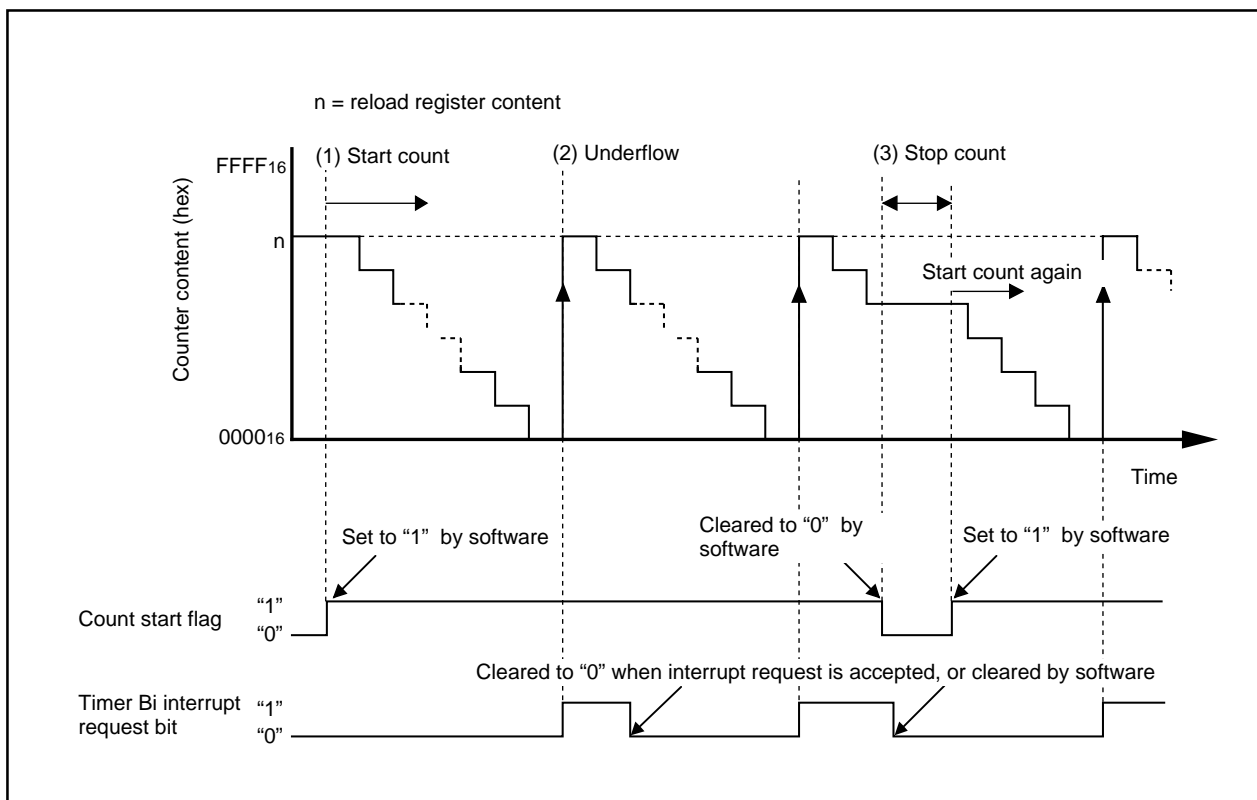 n = reload register content
(1) Start count
(2) Underflow
(3) Stop count
FFFF16
Counter content (hex)
n
Start count again
000016
Time
Set to “1” by software
Cleared to “0” by
software
Set to “1” by software
Count start flag
“1”
“0”
Cleared to “0” when interrupt request is accepted, or cleared by software
Timer Bi interrupt
request bit
“1”
“0”